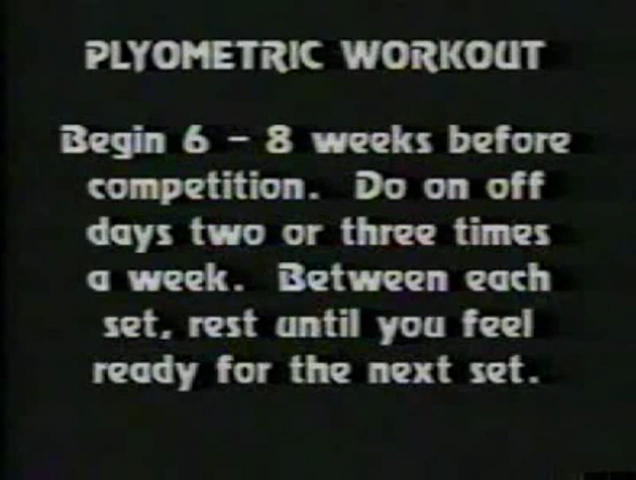 PLYOMETRIC WORKOUT
Begin 6 - 8 weeks before
competition. Do on off
days two or three times
a week. Between each
set, rest until you feel
ready for the next set.